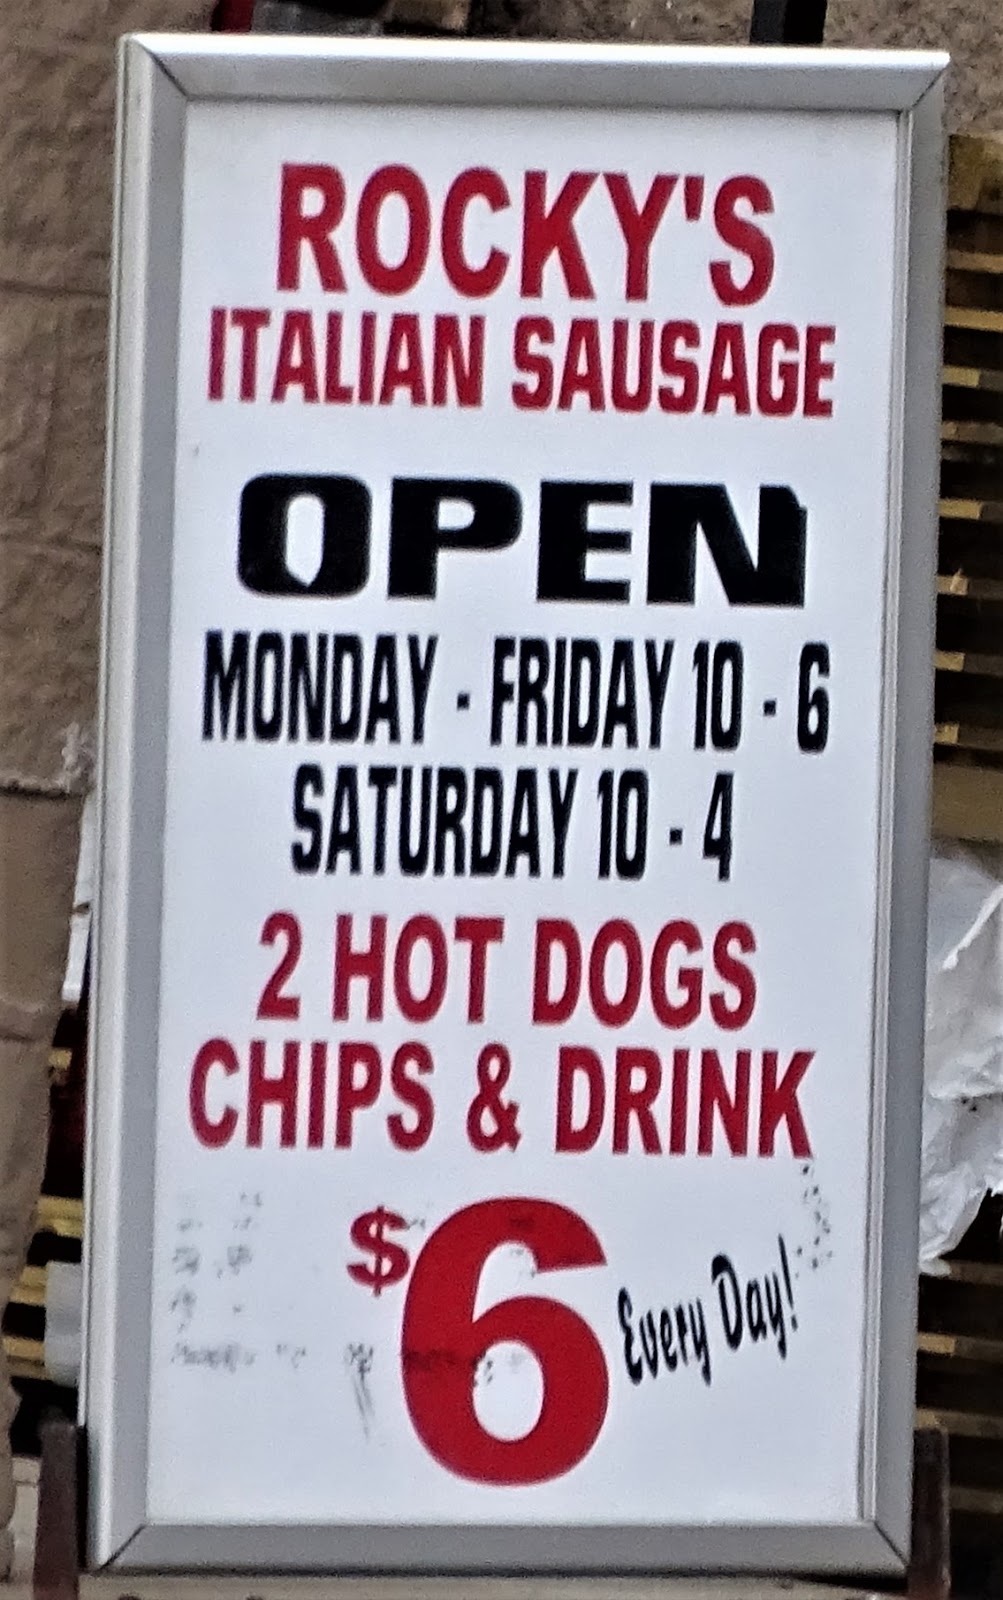 ROCKY'S
ITALIAN SAUSAGE
OPEN
MONDAY - FRIDAY 10 - 6
SATURDAY 10 - 4
2 HOT DOGS
CHIPS & DRINK
$6 Every Day!